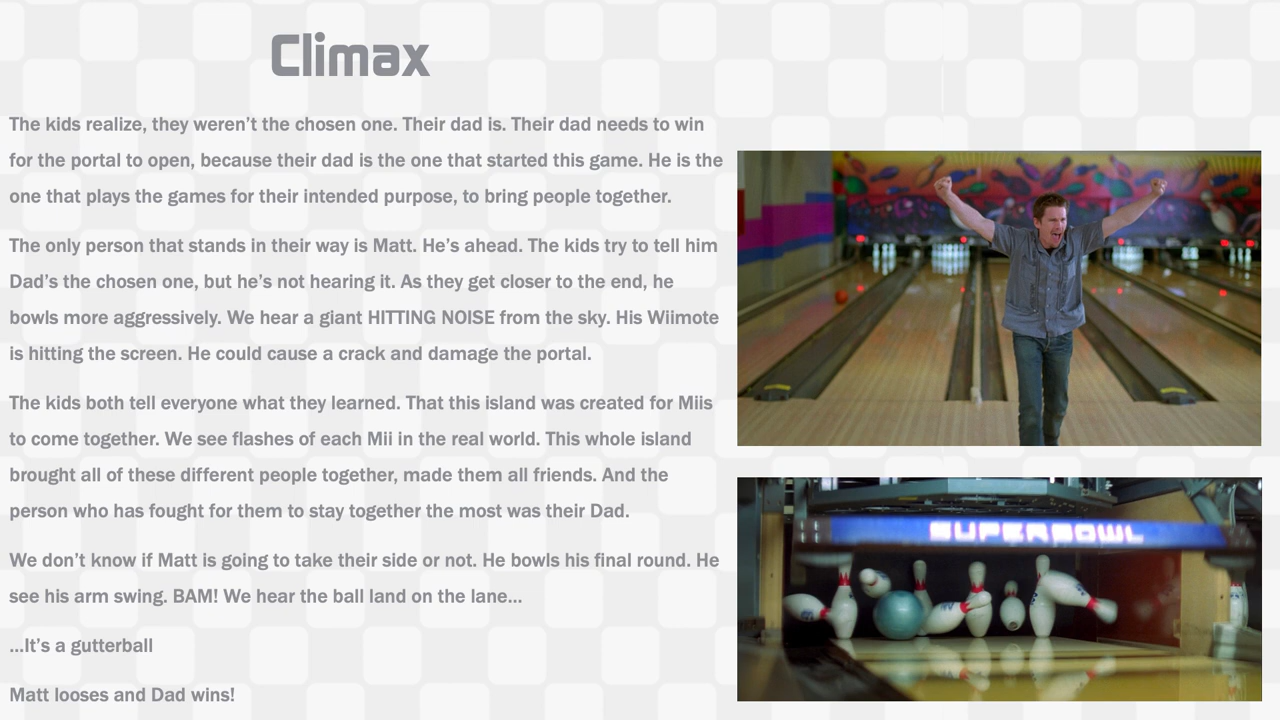 Climax
The kids realize, they weren’t the chosen one. Their dad is. Their dad needs to win
for the portal to open, because their dad is the one that started this game. He is the
one that plays the games for their intended purpose, to bring people together.
The only person that stands in their way is Matt. He’s ahead. The kids try to tell him
Dad’s the chosen one, but he’s not hearing it. As they get closer to the end, he
bowls more aggressively. We hear a giant HITTING NOISE from the sky. His Wiimote
is hitting the screen. He could cause a crack and damage the portal.
The kids both tell everyone what they learned. That this island was created for Miis
to come together. We see flashes of each Mii in the real world. This whole island
brought all of these different people together, made them all friends. And the
person who has fought for them to stay together the most was their Dad.
We don’t know if Matt is going to take their side or not. He bowls his final round. He
see his arm swing. BAM! We hear the ball land on the lane...
...It’s a gutterball
Matt looses and Dad wins!
SUPERBOWL